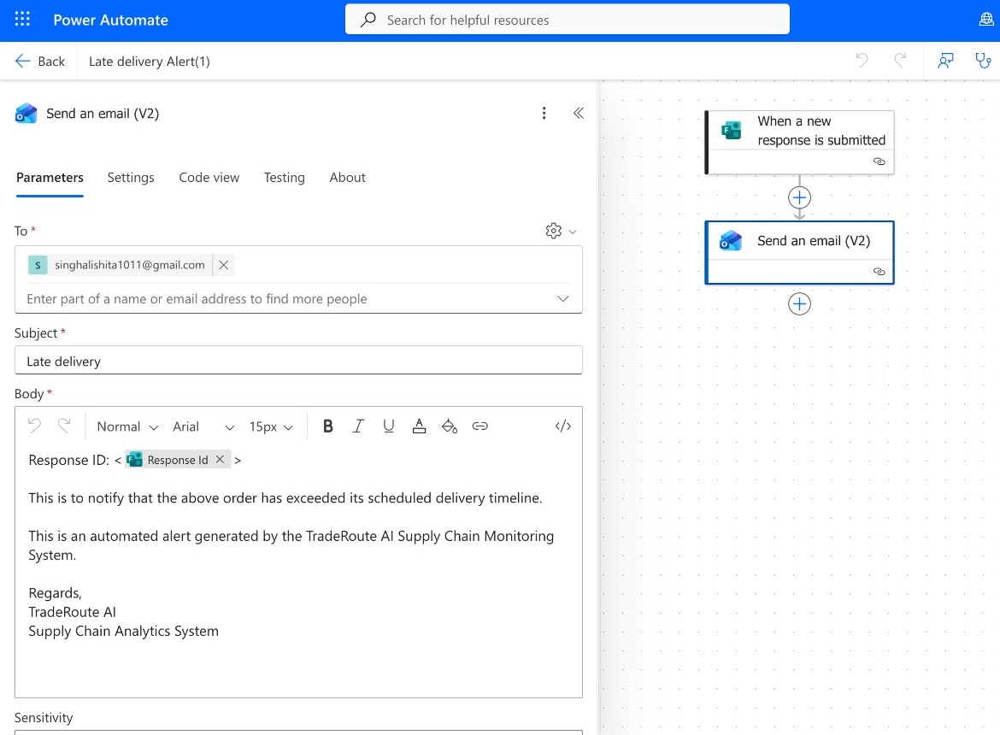 Power Automate
Search for helpful resources
Back
Late delivery Alert(1)
Send an email (V2)
Parameters
Settings
Code view
Testing
About
To *
S
singhalishita1011@gmail.com
Enter part of a name or email address to find more people
Subject *
Late delivery
Body *
Normal
Arial
15px
B
I
U
A
</>
Response ID: < Response Id >
This is to notify that the above order has exceeded its scheduled delivery timeline.
This is an automated alert generated by the TradeRoute AI Supply Chain Monitoring
System.
Regards,
TradeRoute AI
Supply Chain Analytics System
Sensitivity
When a new
response is submitted
Send an email (V2)